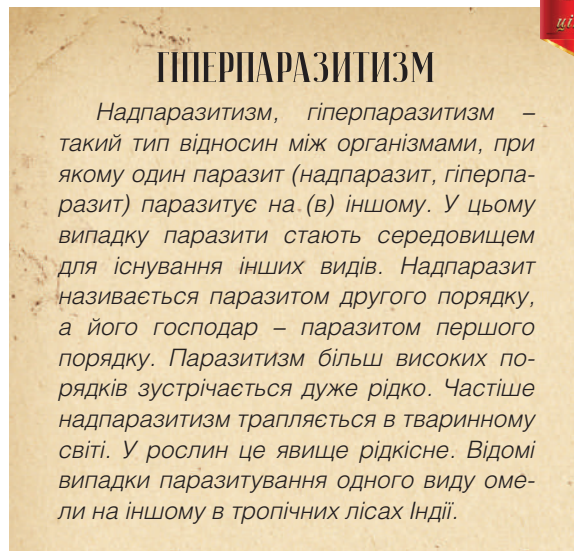 ці
ГІПЕРПАРАЗИТИЗМ
Надпаразитизм, гіперпаразитизм –
такий тип відносин між організмами, при
якому один паразит (надпаразит, гіперпа-
разит) паразитує на (в) іншому. У цьому
випадку паразити стають середовищем
для існування інших видів. Надпаразит
називається паразитом другого порядку,
а його господар – паразитом першого
порядку. Паразитизм більш високих по-
рядків зустрічається дуже рідко. Частіше
надпаразитизм трапляється в тваринному
світі. У рослин це явище рідкісне. Відомі
випадки паразитування одного виду оме-
ли на іншому в тропічних лісах Індії.